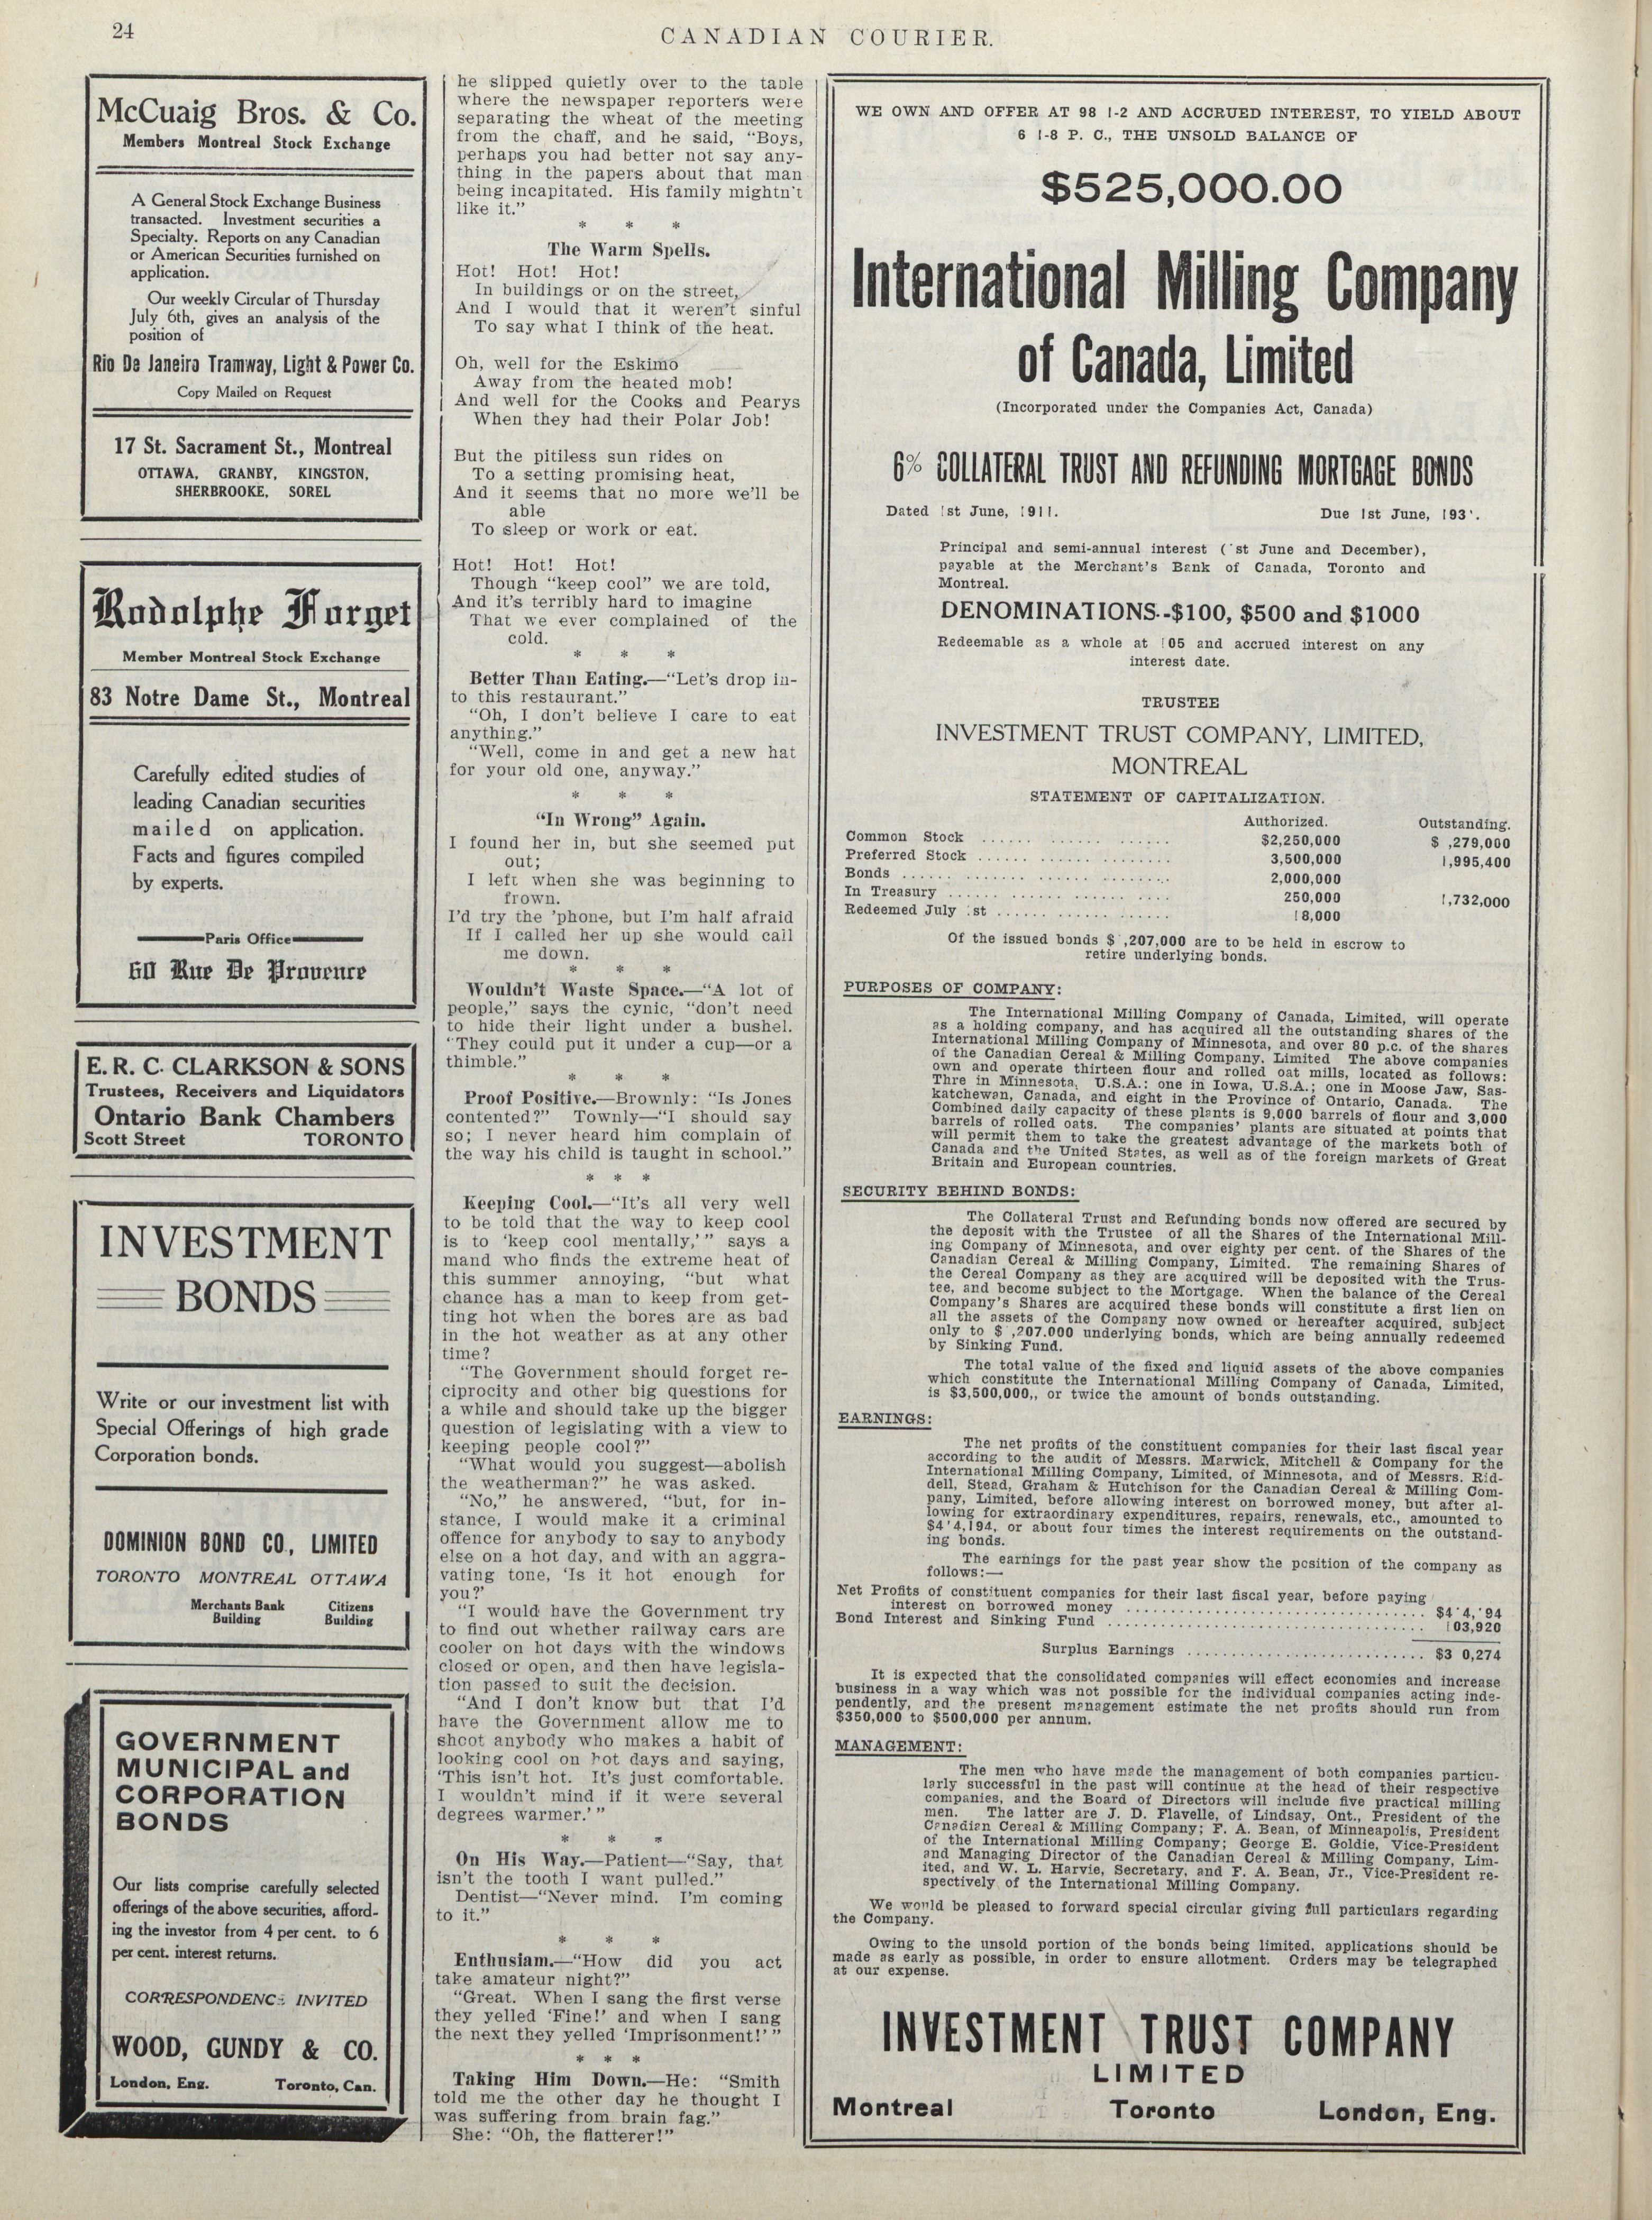 24
CANADIAN COURIER.
McCuaig Bros. & Co.
Members Montreal Stock Exchange
A General Stock Exchange Business
transacted. Investment securities a
Specialty. Reports on any Canadian
or American Securities furnished on
application.
Our weekly Circular of Thursday
July 6th, gives an analysis of the
position of
Rio De Janeiro Tramway, Light & Power Co.
Copy Mailed on Request
17 St. Sacrament St., Montreal
OTTAWA, GRANBY, KINGSTON,
SHERBROOKE, SOREL
Rodolphe Forget
Member Montreal Stock Exchange
83 Notre Dame St., Montreal
Carefully edited studies of
leading Canadian securities
mailed on application.
Facts and figures compiled
by experts.
Paris Office
60 Rue De Provence
E. R. C. CLARKSON & SONS
Trustees, Receivers and Liquidators
Ontario Bank Chambers
Scott Street TORONTO
INVESTMENT
BONDS
Write or our investment list with
Special Offerings of high grade
Corporation bonds.
DOMINION BOND CO., LIMITED
TORONTO MONTREAL OTTAWA
Merchants Bank Citizens
Building Building
GOVERNMENT
MUNICIPAL and
CORPORATION
BONDS
Our lists comprise carefully selected
offerings of the above securities, afford-
ing the investor from 4 per cent. to 6
per cent. interest returns.
CORRESPONDENCE INVITED
WOOD, GUNDY & CO.
London, Eng. Toronto, Can.
he slipped quietly over to the table
where the newspaper reporters were
separating the wheat of the meeting
from the chaff, and he said, “Boys,
perhaps you had better not say any-
thing in the papers about that man
being incapitated. His family mightn't
like it.”
* * *
The Warm Spells.
Hot! Hot! Hot!
In buildings or on the street,
And I would that it weren't sinful
To say what I think of the heat.
Oh, well for the Eskimo
Away from the heated mob!
And well for the Cooks and Pearys
When they had their Polar Job!
But the pitiless sun rides on
To a setting promising heat,
And it seems that no more we'll be
able
To sleep or work or eat.
Hot! Hot! Hot!
Though “keep cool” we are told,
And it's terribly hard to imagine
That we ever complained of the
cold.
* * *
Better Than Eating.—“Let's drop in-
to this restaurant.”
“Oh, I don't believe I care to eat
anything.”
“Well, come in and get a new hat
for your old one, anyway.”
* * *
“In Wrong” Again.
I found her in, but she seemed put
out;
I left when she was beginning to
frown.
I'd try the 'phone, but I'm half afraid
If I called her up she would call
me down.
* * *
Wouldn't Waste Space.—“A lot of
people,” says the cynic, “don't need
to hide their light under a bushel.
“They could put it under a cup—or a
thimble.”
* * *
Proof Positive.—Brownly: “Is Jones
contented?” Townly—“I should say
so; I never heard him complain of
the way his child is taught in school.”
* * *
Keeping Cool.—“It's all very well
to be told that the way to keep cool
is to ‘keep cool mentally,’” says a
mand who finds the extreme heat of
this summer annoying, “but what
chance has a man to keep from get-
ting hot when the bores are as bad
in the hot weather as at any other
time?
“The Government should forget re-
ciprocity and other big questions for
a while and should take up the bigger
question of legislating with a view to
keeping people cool?”
“What would you suggest—abolish
the weatherman?” he was asked.
“No,” he answered, “but, for in-
stance, I would make it a criminal
offence for anybody to say to anybody
else on a hot day, and with an aggra-
vating tone, ‘Is it hot enough for
you?’
“I would have the Government try
to find out whether railway cars are
cooler on hot days with the windows
closed or open, and then have legisla-
tion passed to suit the decision.
“And I don't know but that I'd
have the Government allow me to
shoot anybody who makes a habit of
looking cool on hot days and saying,
‘This isn't hot. It's just comfortable.
I wouldn't mind if it were several
degrees warmer.’”
* * *
On His Way.—Patient—“Say, that
isn't the tooth I want pulled.”
Dentist—“Never mind. I'm coming
to it.”
* * *
Enthusiam.—“How did you act
take amateur night?”
“Great. When I sang the first verse
they yelled ‘Fine!’ and when I sang
the next they yelled ‘Imprisonment!’”
* * *
Taking Him Down.—He: “Smith
told me the other day he thought I
was suffering from brain fag.”
She: “Oh, the flatterer!”
WE OWN AND OFFER AT 98 1-2 AND ACCRUED INTEREST, TO YIELD ABOUT
6 1-8 P. C., THE UNSOLD BALANCE OF
$525,000.00
International Milling Company
of Canada, Limited
(Incorporated under the Companies Act, Canada)
6% COLLATERAL TRUST AND REFUNDING MORTGAGE BONDS
Dated 1st June, 1911. Due 1st June, 193'.
Principal and semi-annual interest (1st June and December),
payable at the Merchant's Bank of Canada, Toronto and
Montreal.
DENOMINATIONS--$100, $500 and $1000
Redeemable as a whole at 105 and accrued interest on any
interest date.
TRUSTEE
INVESTMENT TRUST COMPANY, LIMITED,
MONTREAL
STATEMENT OF CAPITALIZATION.
Authorized. Outstanding.
Common Stock ...... ...... ...... $2,250,000 $ ,279,000
Preferred Stock ...... ...... ........ 3,500,000 1,995,400
Bonds ...... ...... ...... ........ 2,000,000
In Treasury ...... ...... ...... .... 250,000 1,732,000
Redeemed July 1st ...... ...... ...... 18,000
Of the issued bonds $ ,207,000 are to be held in escrow to
retire underlying bonds.
PURPOSES OF COMPANY:
The International Milling Company of Canada, Limited, will operate
as a holding company, and has acquired all the outstanding shares of the
International Milling Company of Minnesota, and over 80 p.c. of the shares
of the Canadian Cereal & Milling Company, Limited The above companies
own and operate thirteen flour and rolled oat mills, located as follows:
Thre in Minnesota, U.S.A.: one in Iowa, U.S.A.; one in Moose Jaw, Sas-
katchewan, Canada, and eight in the Province of Ontario, Canada. The
Combined daily capacity of these plants is 9,000 barrels of flour and 3,000
barrels of rolled oats. The companies' plants are situated at points that
will permit them to take the greatest advantage of the markets both of
Canada and the United States, as well as of the foreign markets of Great
Britain and European countries.
SECURITY BEHIND BONDS:
The Collateral Trust and Refunding bonds now offered are secured by
the deposit with the Trustee of all the Shares of the International Mill-
ing Company of Minnesota, and over eighty per cent. of the Shares of the
Canadian Cereal & Milling Company, Limited. The remaining Shares of
the Cereal Company as they are acquired will be deposited with the Trus-
tee, and become subject to the Mortgage. When the balance of the Cereal
Company's Shares are acquired these bonds will constitute a first lien on
all the assets of the Company now owned or hereafter acquired, subject
only to $ ,207.000 underlying bonds, which are being annually redeemed
by Sinking Fund.
The total value of the fixed and liquid assets of the above companies
which constitute the International Milling Company of Canada, Limited,
is $3,500,000,, or twice the amount of bonds outstanding.
EARNINGS:
The net profits of the constituent companies for their last fiscal year
according to the audit of Messrs. Marwick, Mitchell & Company for the
International Milling Company, Limited, of Minnesota, and of Messrs. Rid-
dell, Stead, Graham & Hutchison for the Canadian Cereal & Milling Com-
pany, Limited, before allowing interest on borrowed money, but after al-
lowing for extraordinary expenditures, repairs, renewals, etc., amounted to
$4'4,194, or about four times the interest requirements on the outstand-
ing bonds.
The earnings for the past year show the position of the company as
follows:—
Net Profits of constituent companies for their last fiscal year, before paying
interest on borrowed money .................................... $4'4,'94
Bond Interest and Sinking Fund .................................... 103,920
Surplus Earnings ........................... $3 0,274
It is expected that the consolidated companies will effect economies and increase
business in a way which was not possible for the individual companies acting inde-
pendently, and the present management estimate the net profits should run from
$350,000 to $500,000 per annum.
MANAGEMENT:
The men who have made the management of both companies particu-
larly successful in the past will continue at the head of their respective
companies, and the Board of Directors will include five practical milling
men. The latter are J. D. Flavelle, of Lindsay, Ont., President of the
Canadian Cereal & Milling Company; F. A. Bean, of Minneapolis, President
of the International Milling Company; George E. Goldie, Vice-President
and Managing Director of the Canadian Cereal & Milling Company, Lim-
ited, and W. L. Harvie, Secretary, and F. A. Bean, Jr., Vice-President re-
spectively of the International Milling Company.
We would be pleased to forward special circular giving full particulars regarding
the Company.
Owing to the unsold portion of the bonds being limited, applications should be
made as early as possible, in order to ensure allotment. Orders may be telegraphed
at our expense.
INVESTMENT TRUST COMPANY
LIMITED
Montreal Toronto London, Eng.